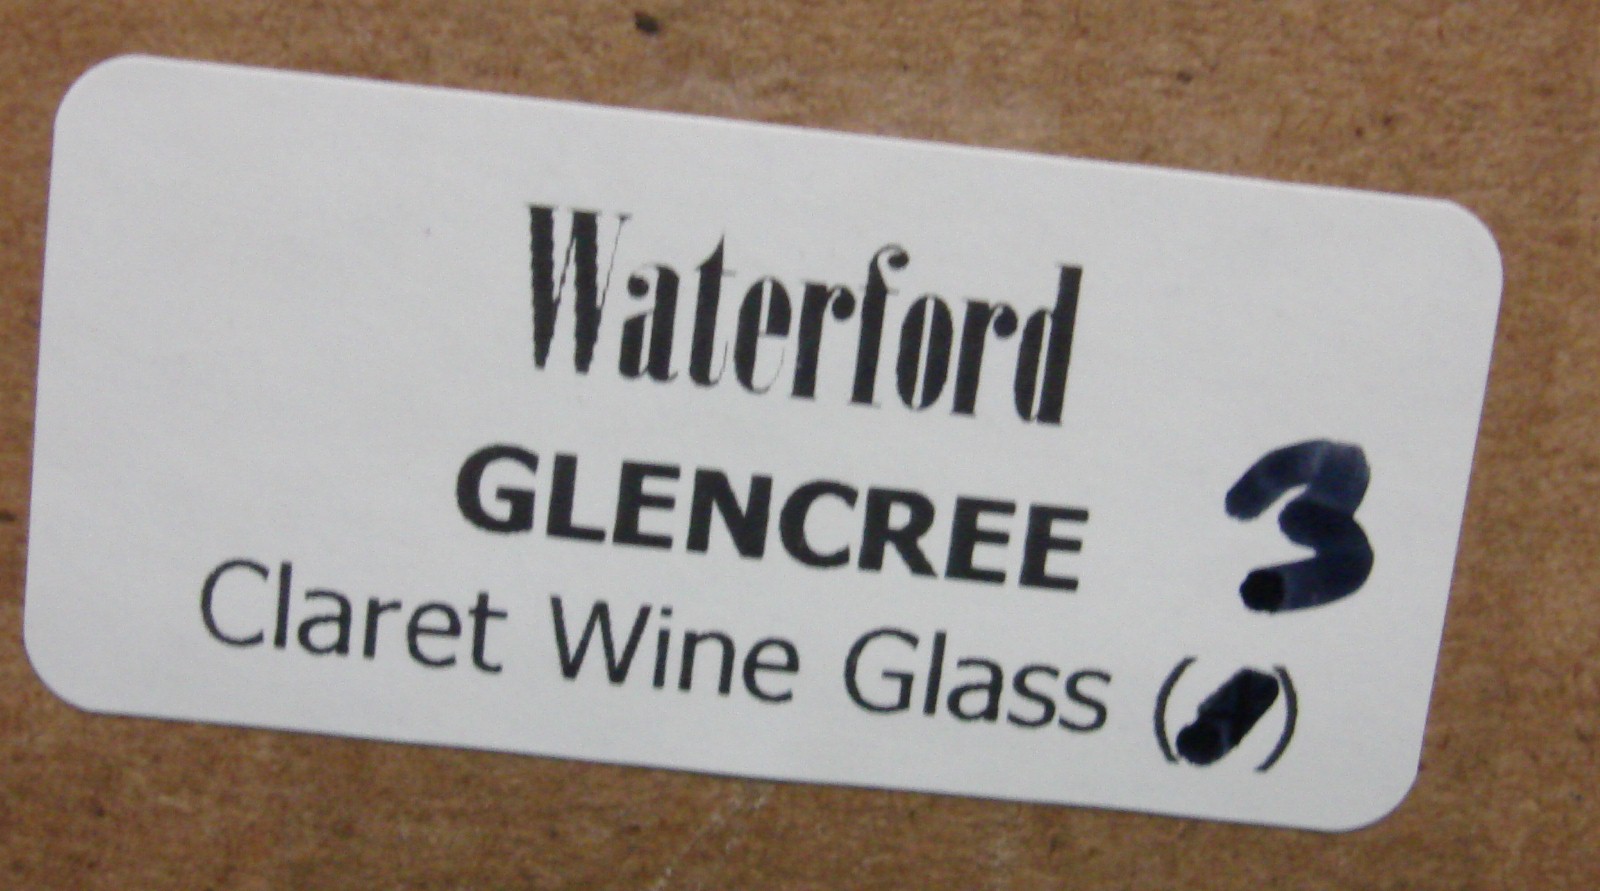 Waterford
GLENCREE 3
Claret Wine Glass ( )